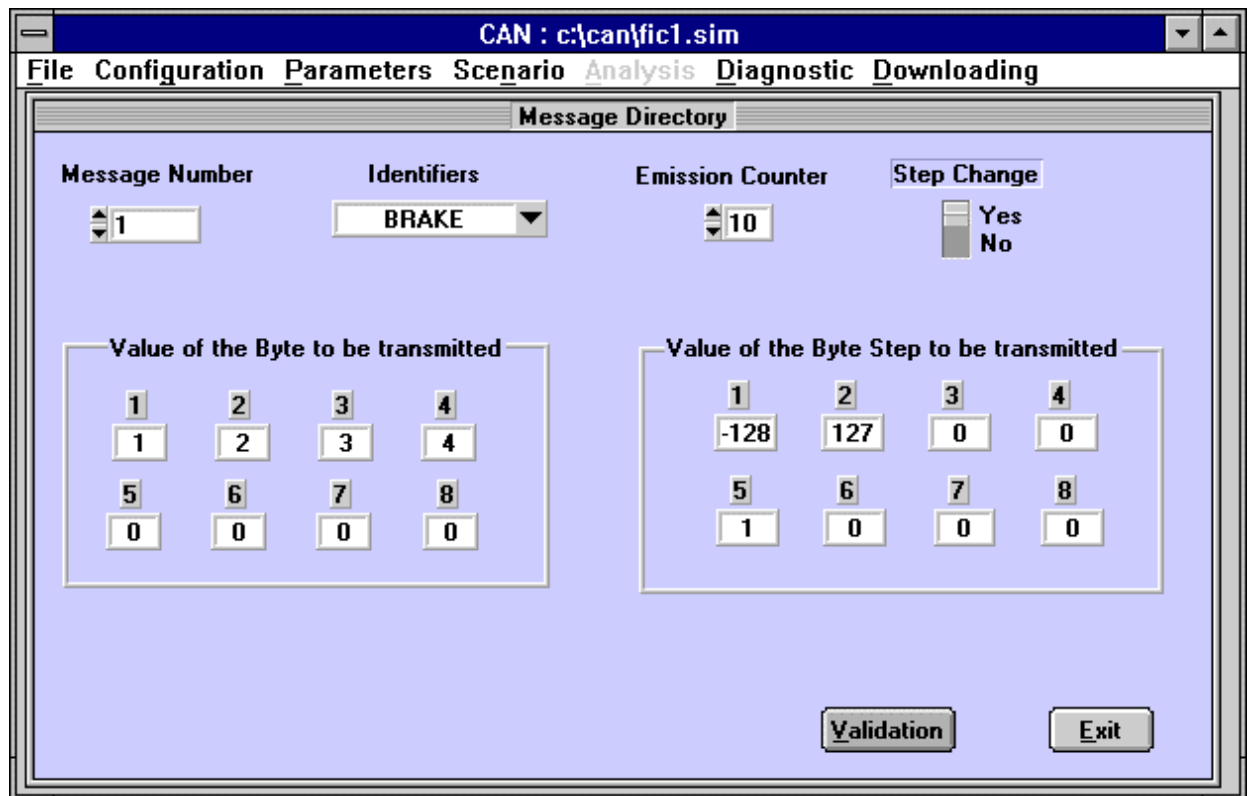 CAN : c:\can\fic1.sim
File Configuration Parameters Scenario Analysis Diagnostic Downloading
Message Directory
Message Number Identifiers Emission Counter Step Change
1 BRAKE 10 Yes
No
Value of the Byte to be transmitted
1 2 3 4
1 2 3 4
5 6 7 8
0 0 0 0
Value of the Byte Step to be transmitted
1 2 3 4
-128 127 0 0
5 6 7 8
1 0 0 0
Validation Exit